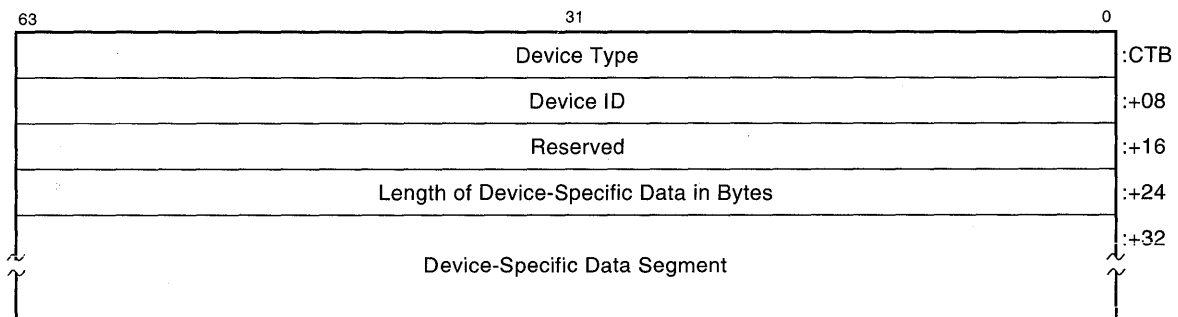 63 31 0
Device Type :CTB
Device ID :+08
Reserved :+16
Length of Device-Specific Data in Bytes :+24
:+32
Device-Specific Data Segment